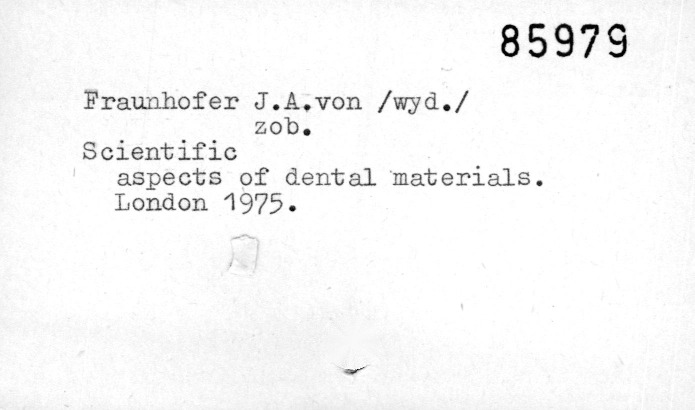 85979
Fraunhofer J.A.von /wyd./
zob.
Scientific
aspects of dental materials.
London 1975.